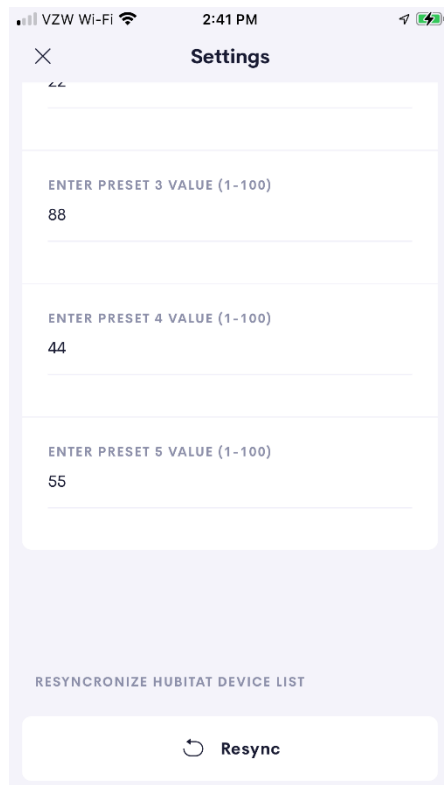 VZW Wi-Fi 2:41 PM
Settings
22
ENTER PRESET 3 VALUE (1-100)
88
ENTER PRESET 4 VALUE (1-100)
44
ENTER PRESET 5 VALUE (1-100)
55
RESYNCRONIZE HUBITAT DEVICE LIST
Resync